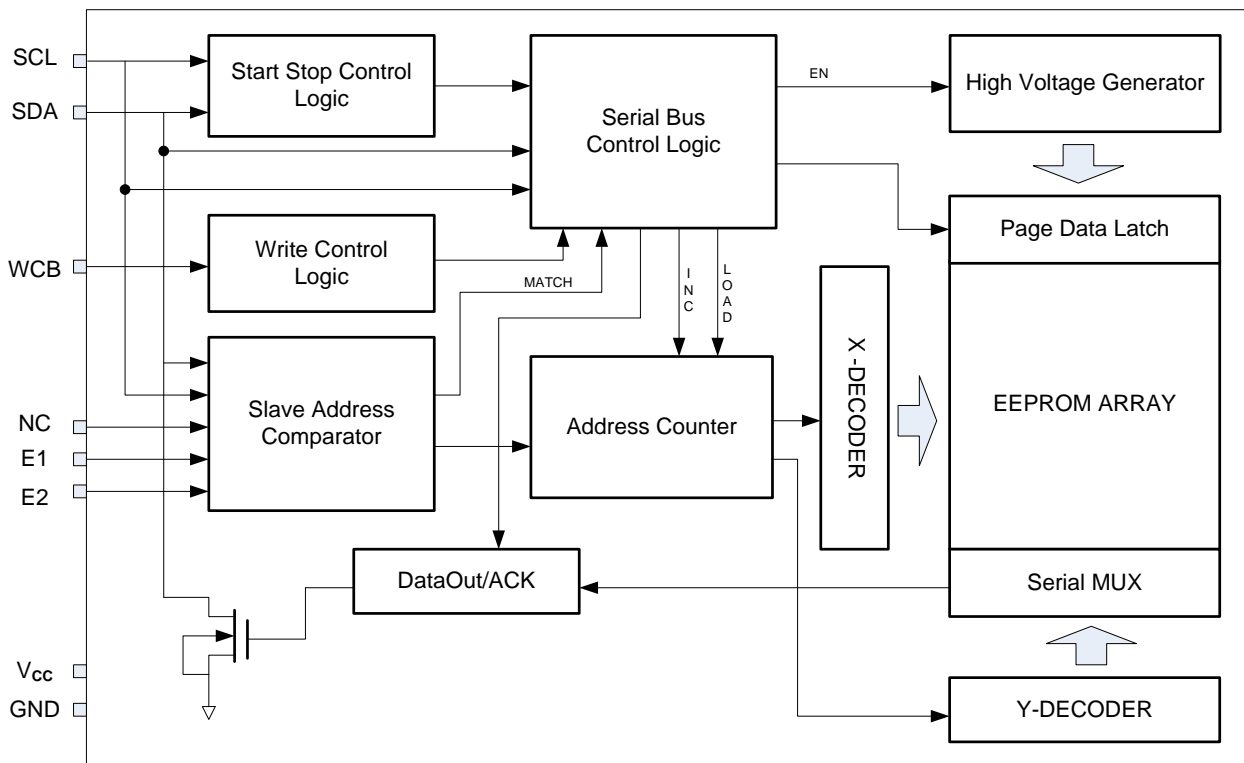 SCL
SDA
WCB
NC
E1
E2
Vcc
GND
Start Stop Control
Logic
Serial Bus
Control Logic
EN
High Voltage Generator
Write Control
Logic
MATCH
INC
LOAD
Page Data Latch
Slave Address
Comparator
Address Counter
X -DECODER
EEPROM ARRAY
DataOut/ACK
Serial MUX
Y-DECODER